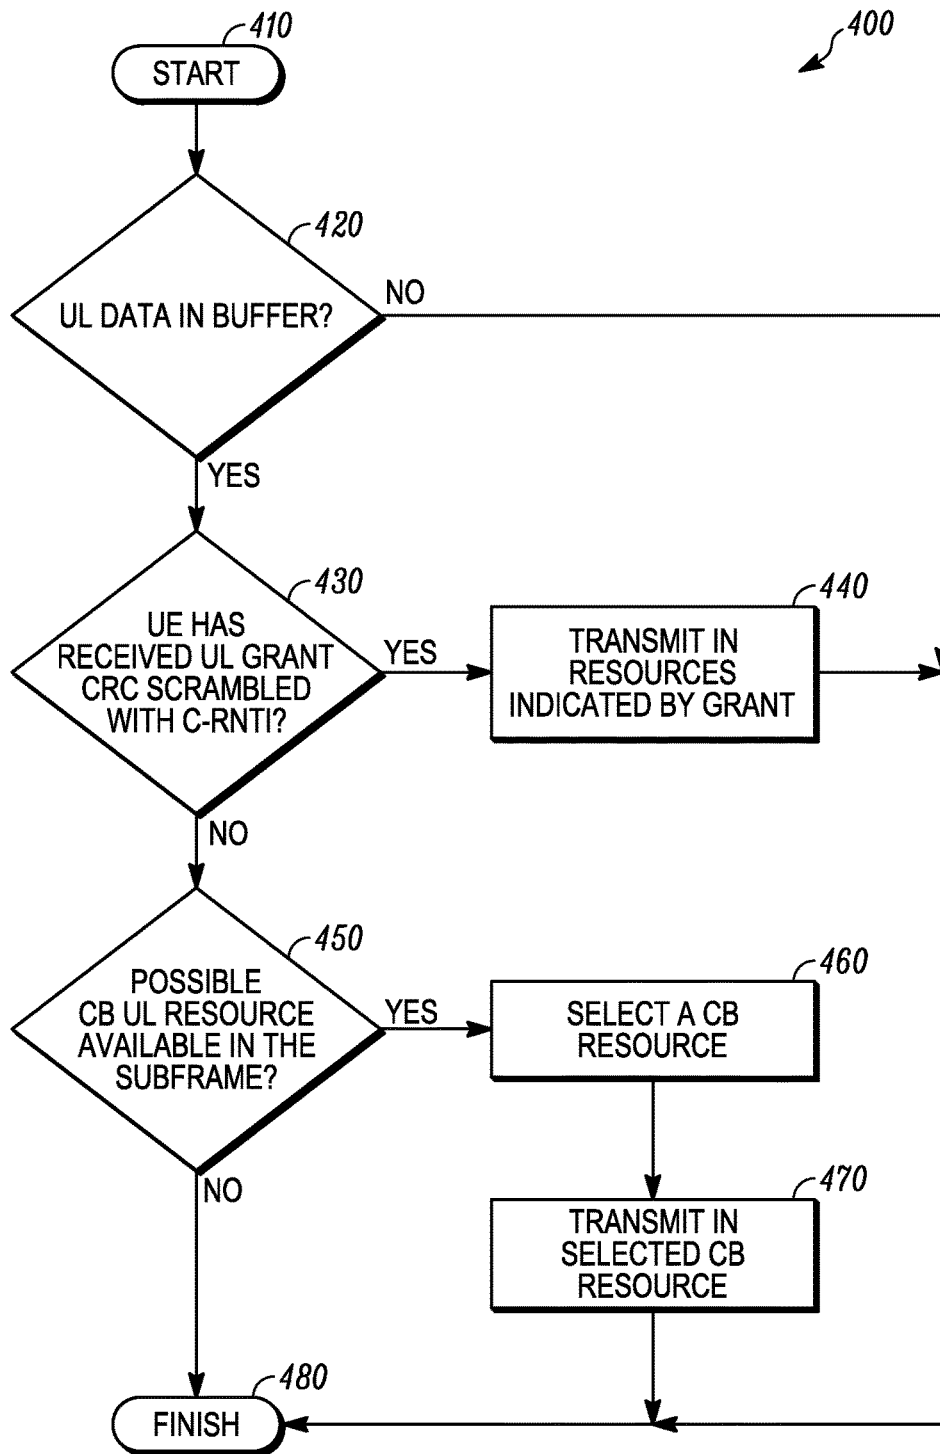 410
400
START
420
UL DATA IN BUFFER?
NO
YES
430
UE HAS
RECEIVED UL GRANT
CRC SCRAMBLED
WITH C-RNTI?
YES
440
TRANSMIT IN
RESOURCES
INDICATED BY GRANT
NO
450
POSSIBLE
CB UL RESOURCE
AVAILABLE IN THE
SUBFRAME?
YES
460
SELECT A CB
RESOURCE
NO
470
TRANSMIT IN
SELECTED CB
RESOURCE
480
FINISH